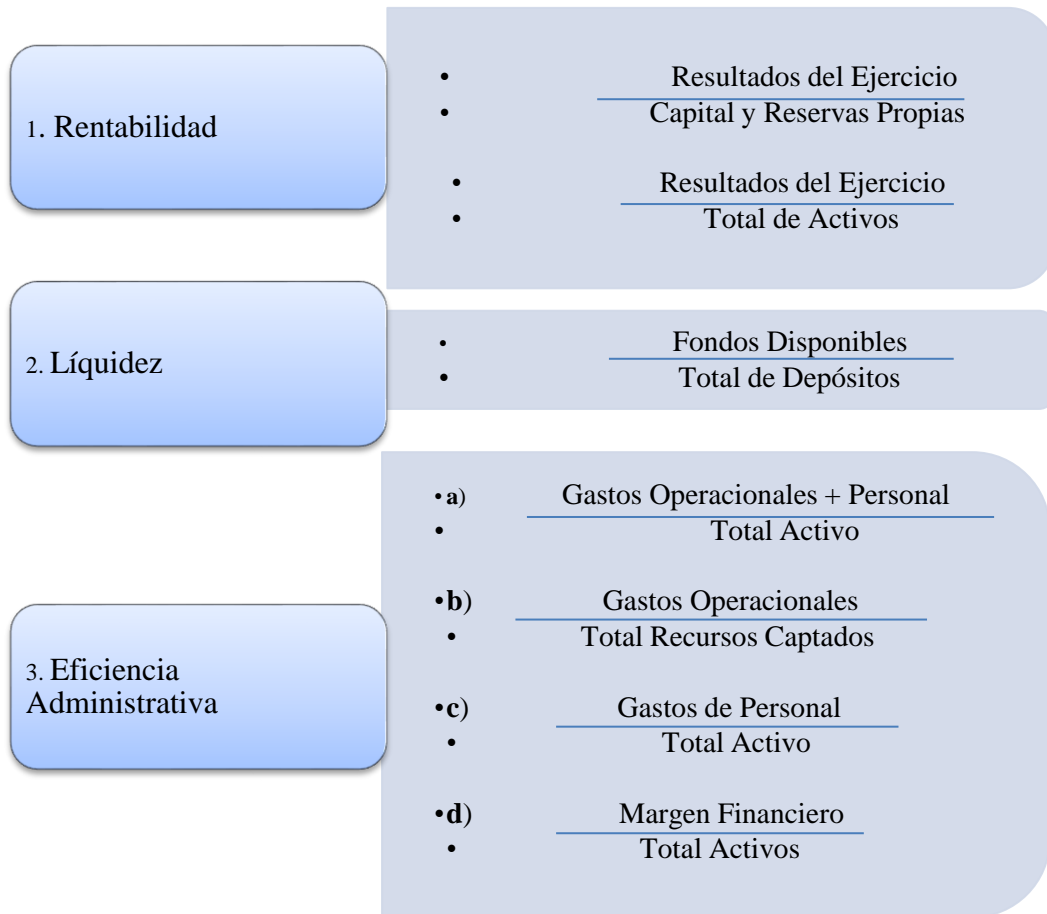 1. Rentabilidad
• Resultados del Ejercicio
• Capital y Reservas Propias
• Resultados del Ejercicio
• Total de Activos
2. Líquidez
• Fondos Disponibles
• Total de Depósitos
3. Eficiencia
Administrativa
• a) Gastos Operacionales + Personal
• Total Activo
•b) Gastos Operacionales
• Total Recursos Captados
•c) Gastos de Personal
• Total Activo
•d) Margen Financiero
• Total Activos